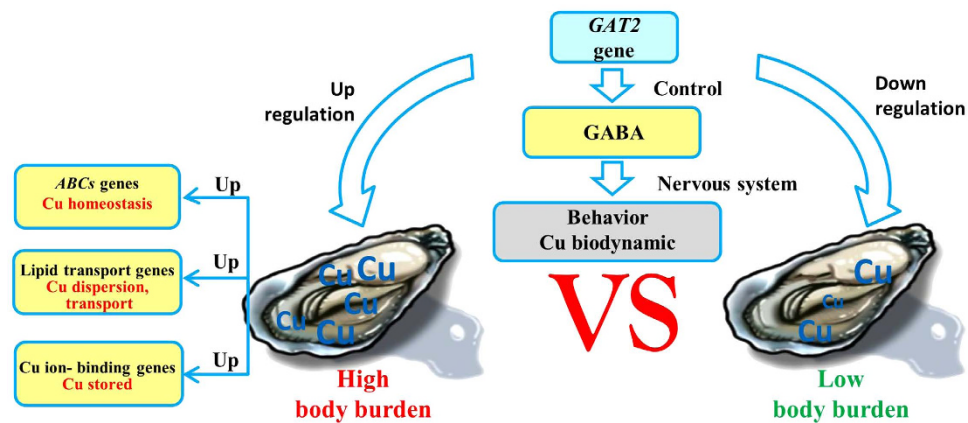 GAT2
gene
Up
regulation
Control
Down
regulation
GABA
Nervous system
Behavior
Cu biodynamic
ABCs genes
Cu homeostasis
Up
Lipid transport genes
Cu dispersion,
transport
Up
Cu ion- binding genes
Cu stored
Up
Cu Cu
Cu
Cu
Cu
VS
Cu
Cu
Cu
High
body burden
Low
body burden